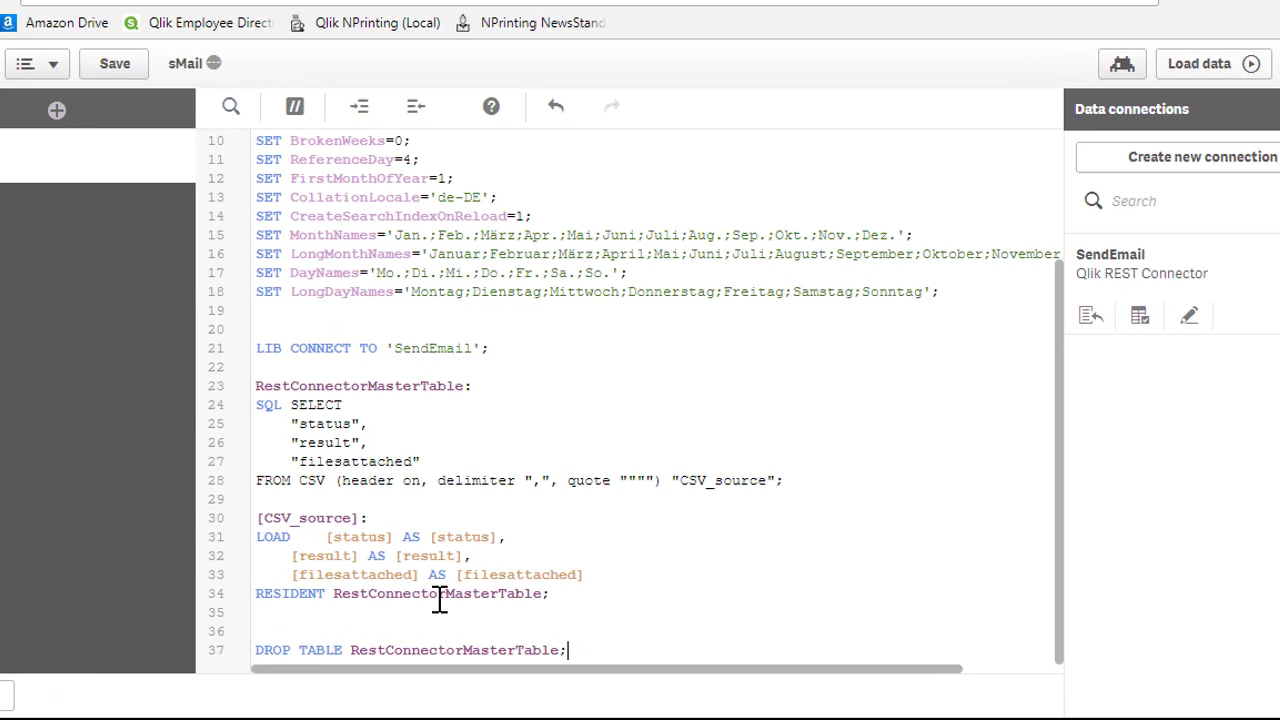 Amazon Drive Qlik Employee Direct Qlik NPrinting (Local) NPrinting NewsStand
Save sMail Load data
Data connections
10 SET BrokenWeeks=0;
11 SET ReferenceDay=4;
12 SET FirstMonthOfYear=1;
13 SET CollationLocale='de-DE';
14 SET CreateSearchIndexOnReload=1;
15 SET MonthNames='Jan.;Feb.;März;Apr.;Mai;Juni;Juli;Aug.;Sep.;Okt.;Nov.;Dez.';
16 SET LongMonthNames='Januar;Februar;März;April;Mai;Juni;Juli;August;September;Oktober;November
17 SET DayNames='Mo.;Di.;Mi.;Do.;Fr.;Sa.;So.';
18 SET LongDayNames='Montag;Dienstag;Mittwoch;Donnerstag;Freitag;Samstag;Sonntag';
19
20
21 LIB CONNECT TO 'SendEmail';
22
23 RestConnectorMasterTable:
24 SQL SELECT
25 "status",
26 "result",
27 "filesattached"
28 FROM CSV (header on, delimiter ",", quote """") "CSV_source";
29
30 [CSV_source]:
31 LOAD [status] AS [status],
32 [result] AS [result],
33 [filesattached] AS [filesattached]
34 RESIDENT RestConnectorMasterTable;
35
36
37 DROP TABLE RestConnectorMasterTable;
Create new connection
Search
SendEmail
Qlik REST Connector